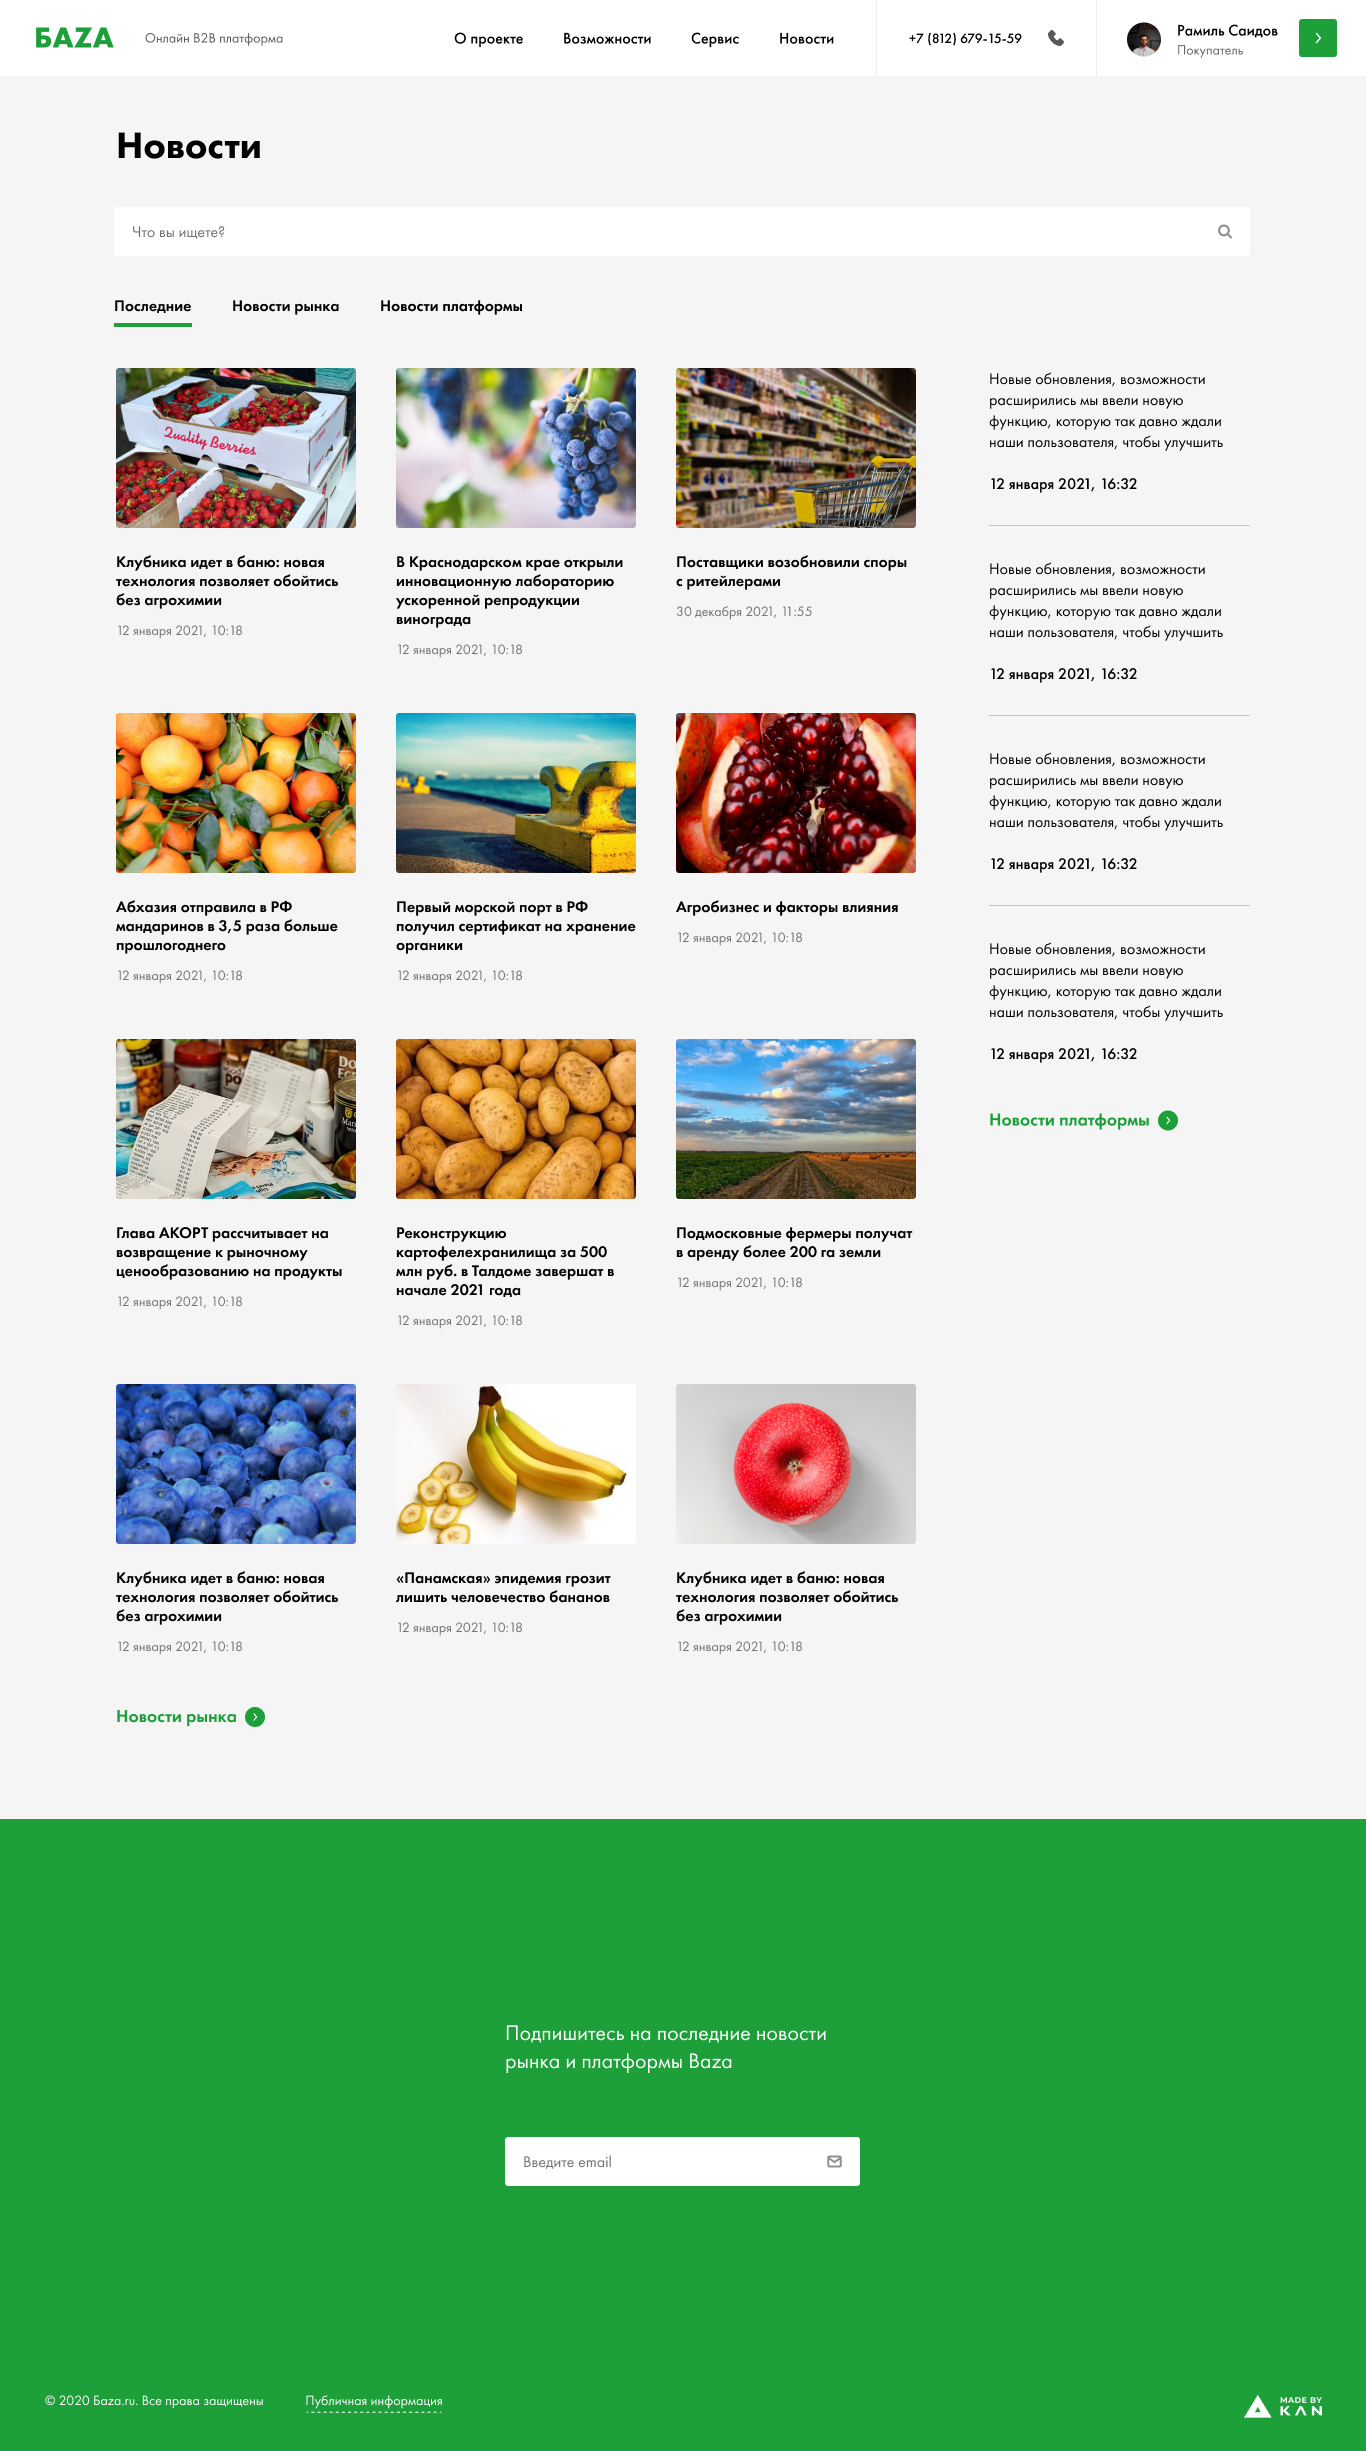 БАZА
Онлайн B2B платформа
О проекте
Возможности
Сервис
Новости
+7 (812) 679-15-59
Рамиль Саидов
Покупатель
Новости
Что вы ищете?
Последние
Новости рынка
Новости платформы
Quality Berries
Клубника идет в баню: новая
технология позволяет обойтись
без агрохимии
12 января 2021, 10:18
В Краснодарском крае открыли
инновационную лабораторию
ускоренной репродукции
винограда
12 января 2021, 10:18
Поставщики возобновили споры
с ритейлерами
30 декабря 2021, 11:55
Абхазия отправила в РФ
мандаринов в 3,5 раза больше
прошлогоднего
12 января 2021, 10:18
Первый морской порт в РФ
получил сертификат на хранение
органики
12 января 2021, 10:18
Агробизнес и факторы влияния
12 января 2021, 10:18
Глава АКОРТ рассчитывает на
возвращение к рыночному
ценообразованию на продукты
12 января 2021, 10:18
Реконструкцию
картофелехранилища за 500
млн руб. в Талдоме завершат в
начале 2021 года
12 января 2021, 10:18
Подмосковные фермеры получат
в аренду более 200 га земли
12 января 2021, 10:18
Клубника идет в баню: новая
технология позволяет обойтись
без агрохимии
12 января 2021, 10:18
«Панамская» эпидемия грозит
лишить человечество бананов
12 января 2021, 10:18
Клубника идет в баню: новая
технология позволяет обойтись
без агрохимии
12 января 2021, 10:18
Новости рынка
Новые обновления, возможности
расширились мы ввели новую
функцию, которую так давно ждали
наши пользователя, чтобы улучшить
12 января 2021, 16:32
Новые обновления, возможности
расширились мы ввели новую
функцию, которую так давно ждали
наши пользователя, чтобы улучшить
12 января 2021, 16:32
Новые обновления, возможности
расширились мы ввели новую
функцию, которую так давно ждали
наши пользователя, чтобы улучшить
12 января 2021, 16:32
Новые обновления, возможности
расширились мы ввели новую
функцию, которую так давно ждали
наши пользователя, чтобы улучшить
12 января 2021, 16:32
Новости платформы
Подпишитесь на последние новости
рынка и платформы Baza
Введите email
© 2020 Baza.ru. Все права защищены
Публичная информация
MADE BY
KAN